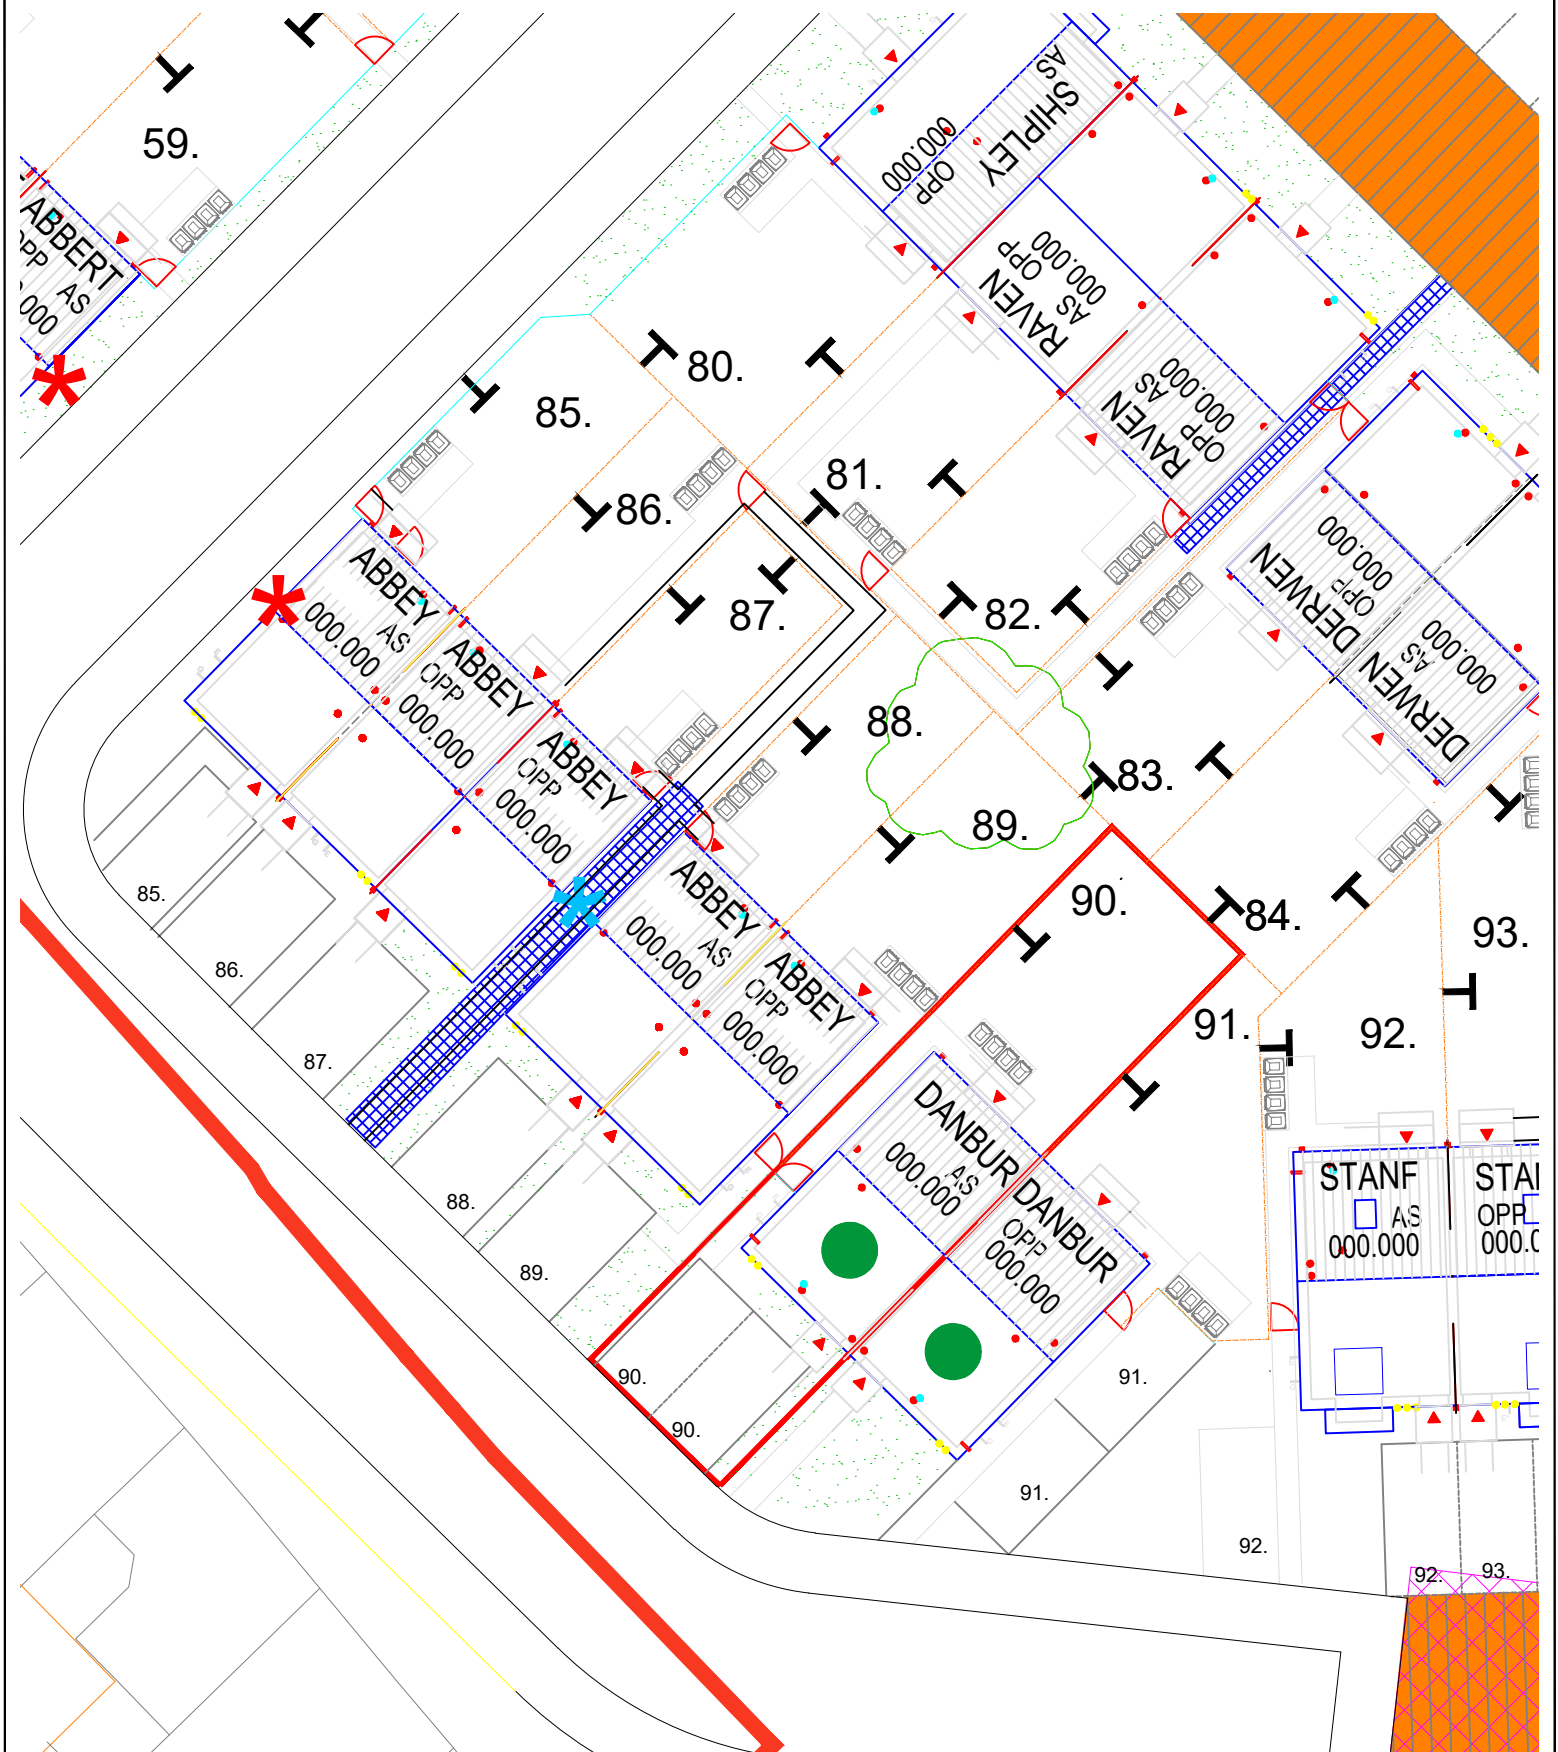 59.
ABBERT
OPP
AS
000
SHIPLEY
AS
OPP
000.000
RAVEN
AS
OPP
000.000
RAVEN
OPP
AS
000.000
80.
85.
81.
86.
87.
82.
88.
83.
89.
90.
84.
93.
91.
92.
DERWEN
OPP
000.000
DERWEN
AS
000.000
ABBEY
AS
000.000
ABBEY
OPP
000.000
ABBEY
OPP
000.000
ABBEY
AS
000.000
ABBEY
OPP
000.000
DANBUR
AS
000.000
DANBUR
OPP
000.000
STANF
AS
000.000
STAN
OPP
000.0
85.
86.
87.
88.
89.
90.
90.
91.
91.
92.
92.
93.